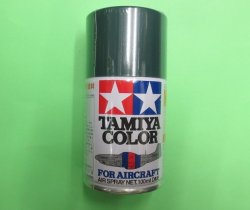 TAMIYA
COLOR
FOR AIRCRAFT
AIR SPRAY NET 100ml